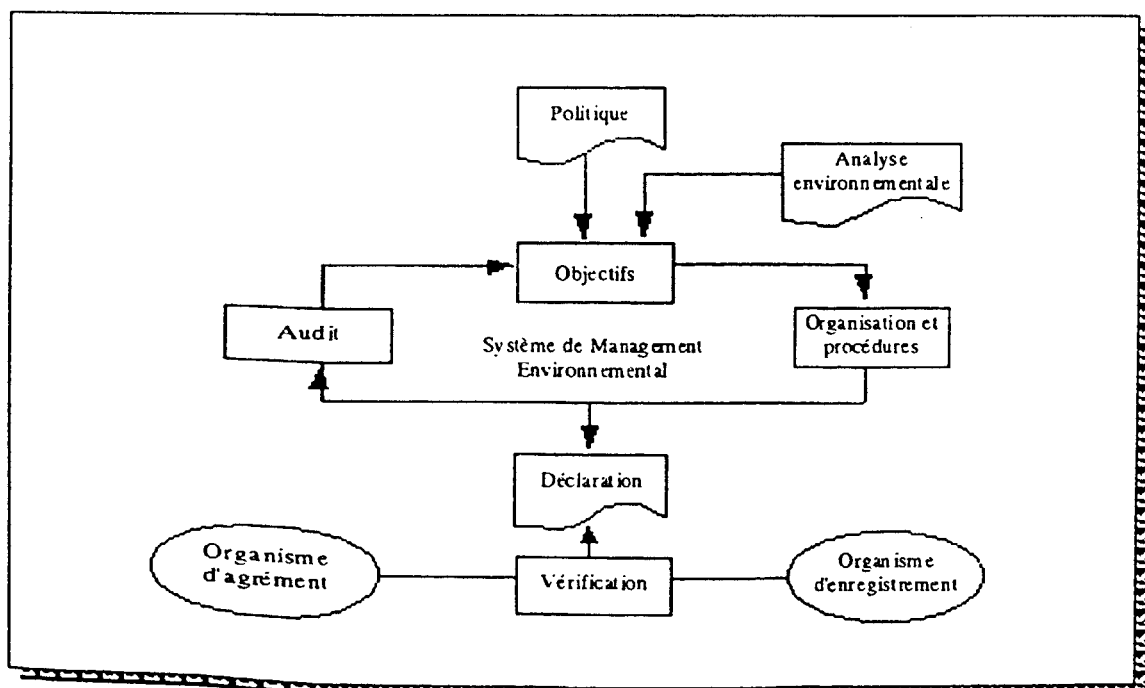 Politique
Analyse
environnementale
Objectifs
Audit
Système de Management
Environnemental
Organisation et
procédures
Déclaration
Organisme
d'agrément
Vérification
Organisme
d'enregistrement